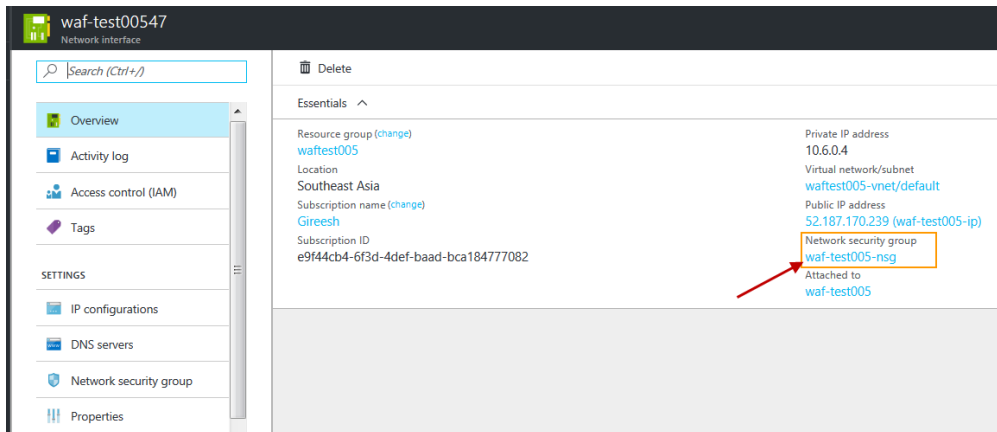 waf-test00547
Network interface
Search (Ctrl+/)
Overview
Activity log
Access control (IAM)
Tags
SETTINGS
IP configurations
DNS servers
Network security group
Properties
Delete
Essentials
Resource group (change)
waftest005
Location
Southeast Asia
Subscription name (change)
Gireesh
Subscription ID
e9f44cb4-6f3d-4def-baad-bca184777082
Private IP address
10.6.0.4
Virtual network/subnet
waftest005-vnet/default
Public IP address
52.187.170.239 (waf-test005-ip)
Network security group
waf-test005-nsg
Attached to
waf-test005